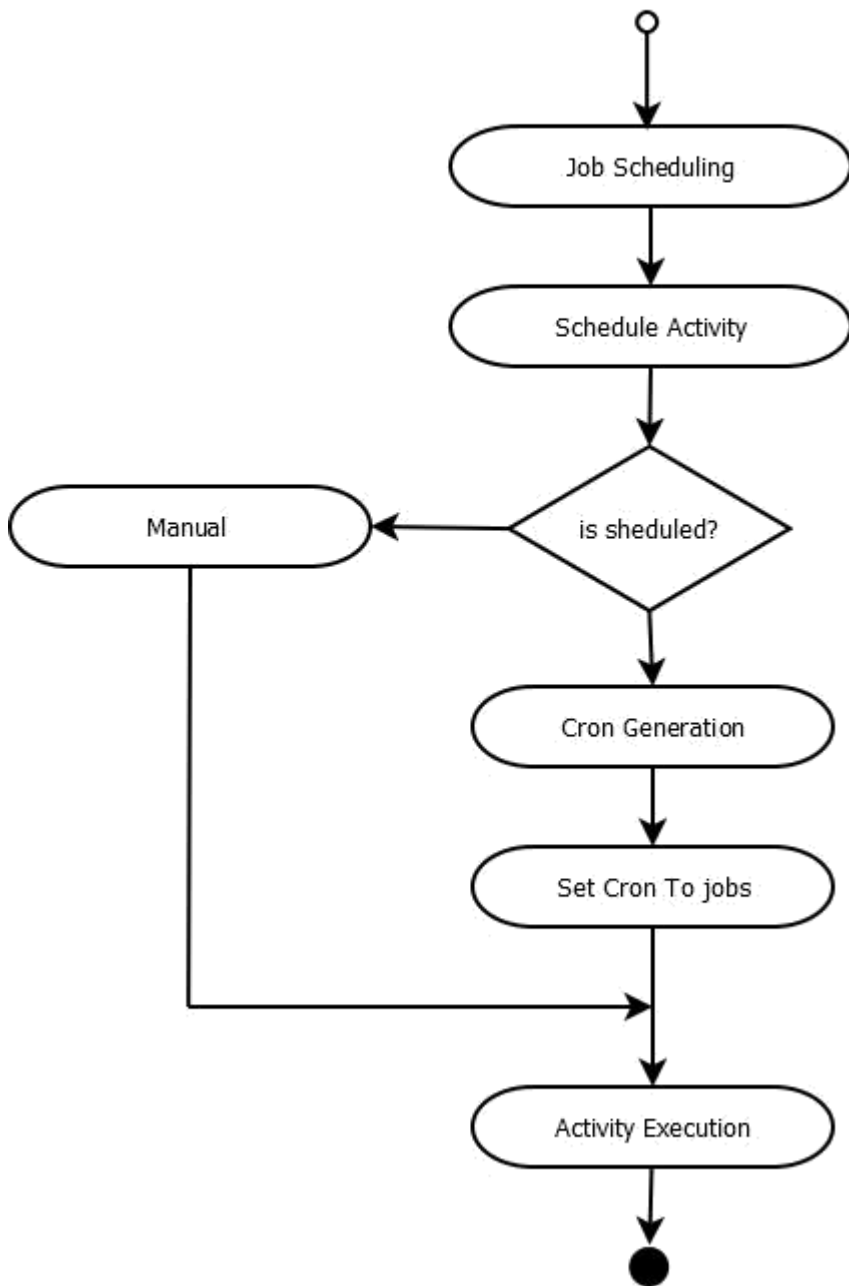 Job Scheduling
Schedule Activity
Manual
is sheduled?
Cron Generation
Set Cron To jobs
Activity Execution